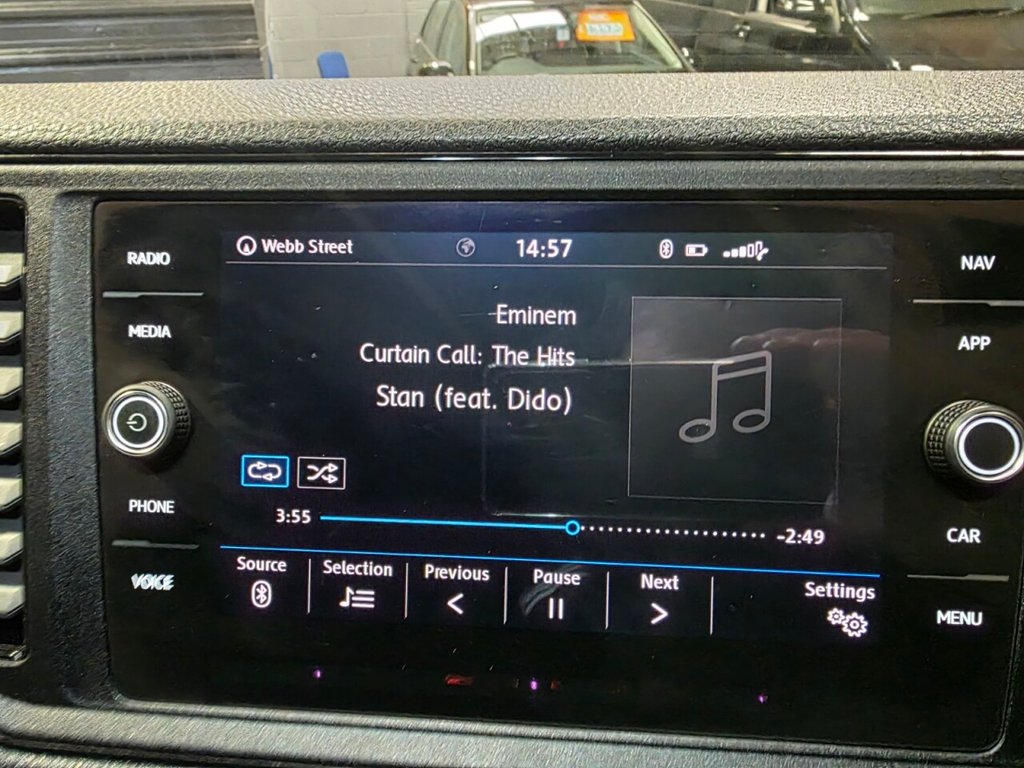 RADIO
MEDIA
PHONE
VOICE
Webb Street
14:57
Eminem
Curtain Call: The Hits
Stan (feat. Dido)
3:55
-2:49
Source
Selection
Previous
Pause
Next
Settings
NAV
APP
CAR
MENU